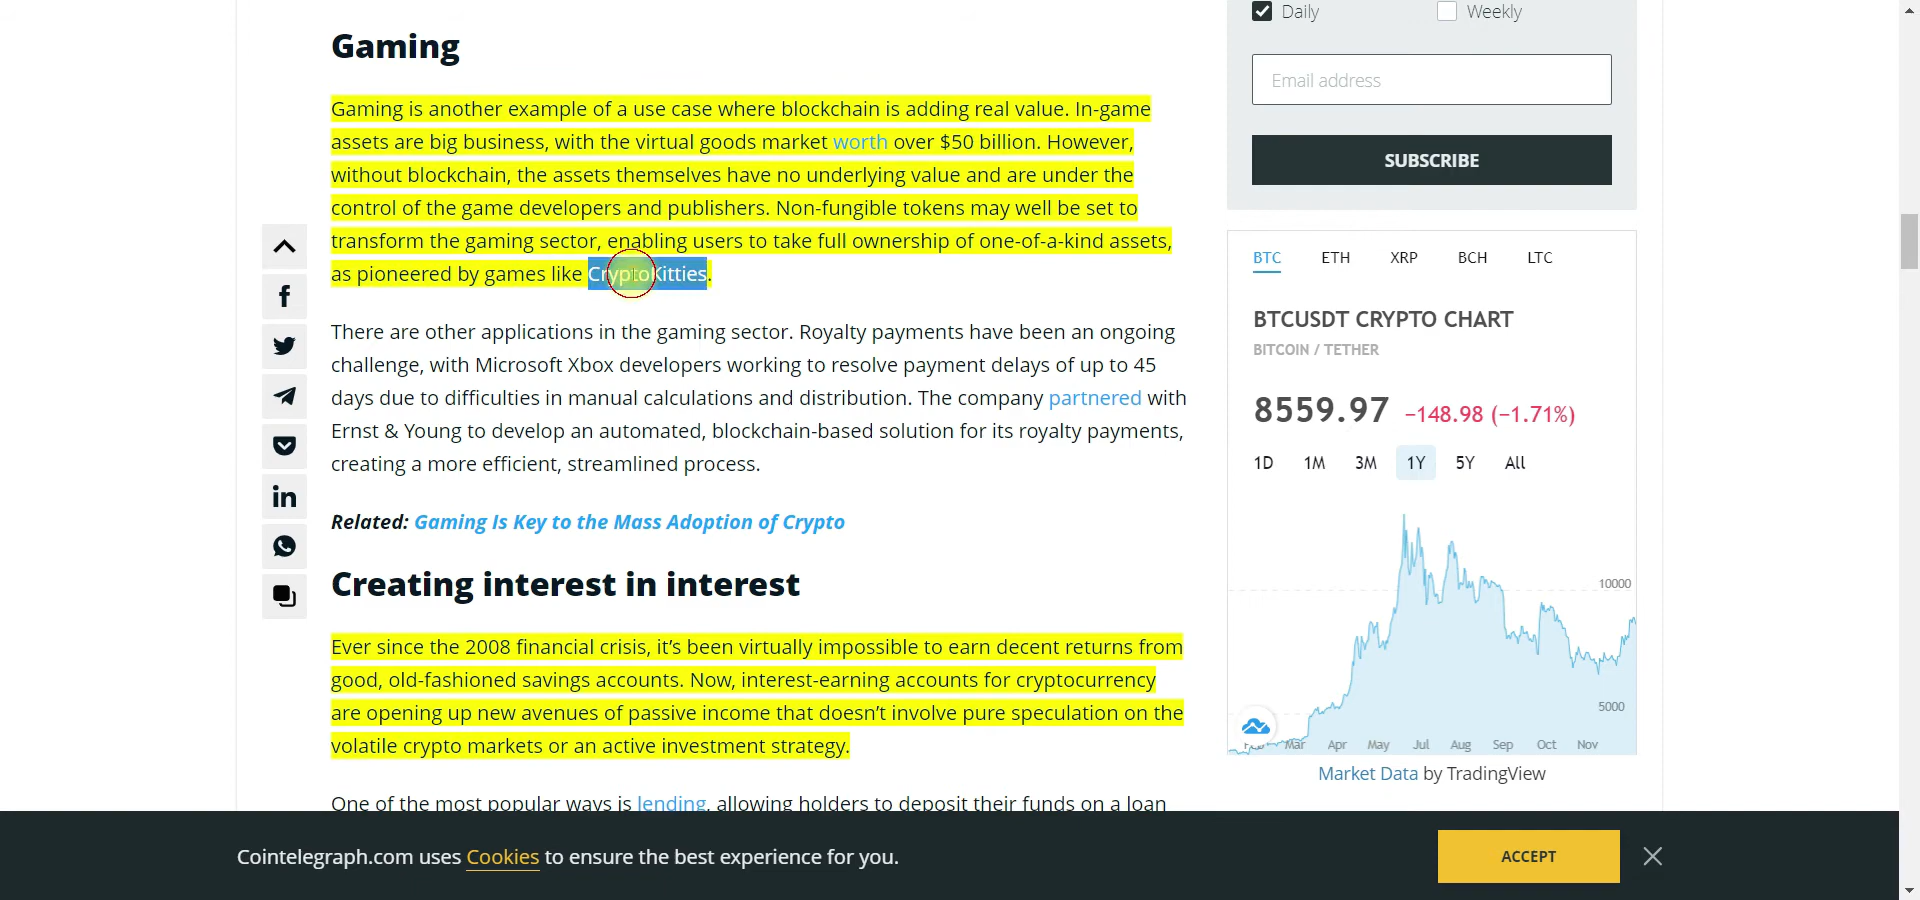 Gaming
Gaming is another example of a use case where blockchain is adding real value. In-game
assets are big business, with the virtual goods market worth over $50 billion. However,
without blockchain, the assets themselves have no underlying value and are under the
control of the game developers and publishers. Non-fungible tokens may well be set to
transform the gaming sector, enabling users to take full ownership of one-of-a-kind assets,
as pioneered by games like CryptoKitties.
There are other applications in the gaming sector. Royalty payments have been an ongoing
challenge, with Microsoft Xbox developers working to resolve payment delays of up to 45
days due to difficulties in manual calculations and distribution. The company partnered with
Ernst & Young to develop an automated, blockchain-based solution for its royalty payments,
creating a more efficient, streamlined process.
Related: Gaming Is Key to the Mass Adoption of Crypto
Creating interest in interest
Ever since the 2008 financial crisis, it’s been virtually impossible to earn decent returns from
good, old-fashioned savings accounts. Now, interest-earning accounts for cryptocurrency
are opening up new avenues of passive income that doesn’t involve pure speculation on the
volatile crypto markets or an active investment strategy.
One of the most popular ways is lending, allowing holders to deposit their funds on a loan
Daily Weekly
Email address
SUBSCRIBE
BTC ETH XRP BCH LTC
BTCUSDT CRYPTO CHART
BITCOIN / TETHER
8559.97 −148.98 (−1.71%)
1D 1M 3M 1Y 5Y All
10000
5000
Mar Apr May Jul Aug Sep Oct Nov
Market Data by TradingView
Cointelegraph.com uses Cookies to ensure the best experience for you.
ACCEPT